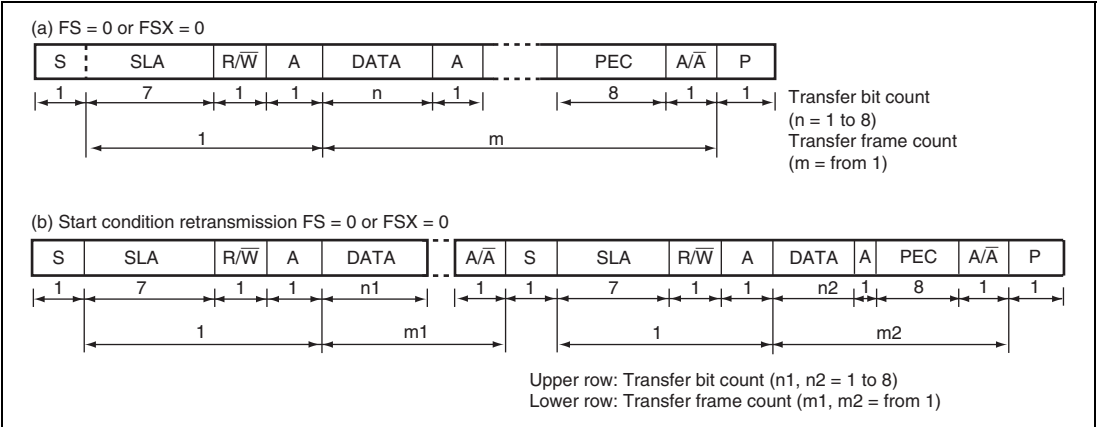 (a) FS = 0 or FSX = 0
S SLA R/W̅ A DATA A PEC A/A̅ P
1 7 1 1 n 1 8 1 1
1 m
Transfer bit count
(n = 1 to 8)
Transfer frame count
(m = from 1)
(b) Start condition retransmission FS = 0 or FSX = 0
S SLA R/W̅ A DATA A/A̅ S SLA R/W̅ A DATA A PEC A/A̅ P
1 7 1 1 n1 1 1 7 1 1 n2 1 8 1 1
1 m1 1 m2
Upper row: Transfer bit count (n1, n2 = 1 to 8)
Lower row: Transfer frame count (m1, m2 = from 1)